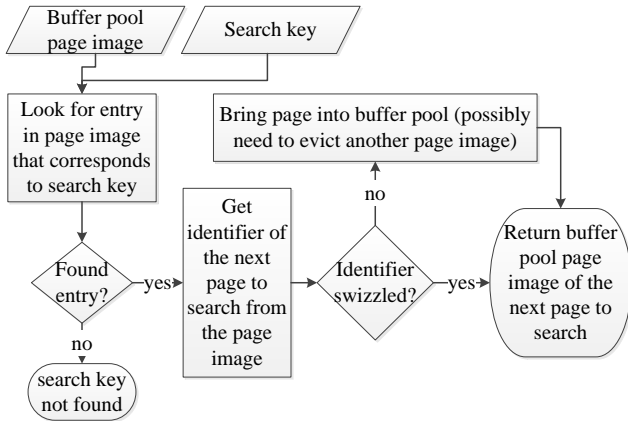 Buffer pool
page image
Search key
Look for entry
in page image
that corresponds
to search key
Bring page into buffer pool (possibly
need to evict another page image)
no
Found
entry?
yes
Get
identifier of
the next
page to
search from
the page
image
Identifier
swizzled?
yes
Return buffer
pool page
image of the
next page to
search
no
search key
not found